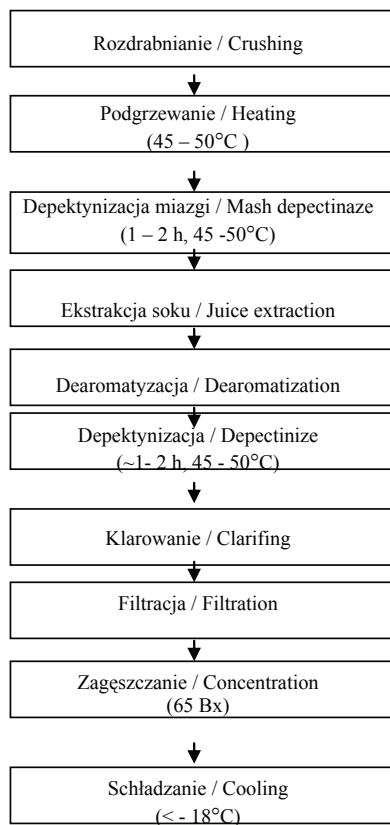 Rozdrabnianie / Crushing
Podgrzewanie / Heating
(45 – 50°C )
Depektynizacja miazgi / Mash depectinaze
(1 – 2 h, 45 -50°C)
Ekstrakcja soku / Juice extraction
Dearomatyzacja / Dearomatization
Depektynizacja / Depectinize
(~1- 2 h, 45 - 50°C)
Klarowanie / Clarifing
Filtracja / Filtration
Zagęszczanie / Concentration
(65 Bx)
Schładzanie / Cooling
(< - 18°C)